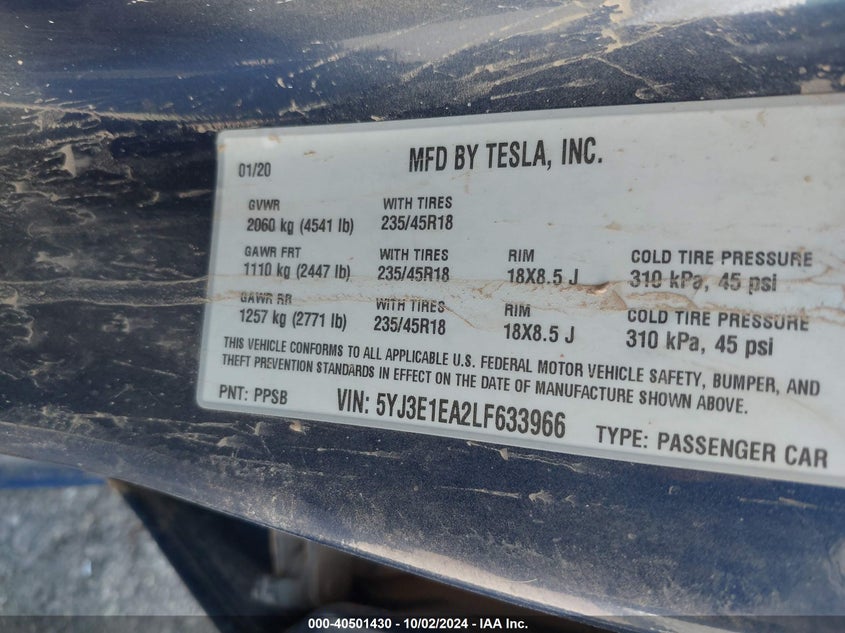 01/20 MFD BY TESLA, INC.
GVWR WITH TIRES
2060 kg (4541 lb) 235/45R18
GAWR FRT WITH TIRES RIM COLD TIRE PRESSURE
1110 kg (2447 lb) 235/45R18 18X8.5 J 310 kPa, 45 psi
GAWR RR WITH TIRES RIM COLD TIRE PRESSURE
1257 kg (2771 lb) 235/45R18 18X8.5 J 310 kPa, 45 psi
THIS VEHICLE CONFORMS TO ALL APPLICABLE U.S. FEDERAL MOTOR VEHICLE SAFETY, BUMPER, AND
THEFT PREVENTION STANDARDS IN EFFECT ON THE DATE OF MANUFACTURE SHOWN ABOVE.
PNT: PPSB VIN: 5YJ3E1EA2LF633966 TYPE: PASSENGER CAR
000-40501430 - 10/02/2024 - IAA Inc.